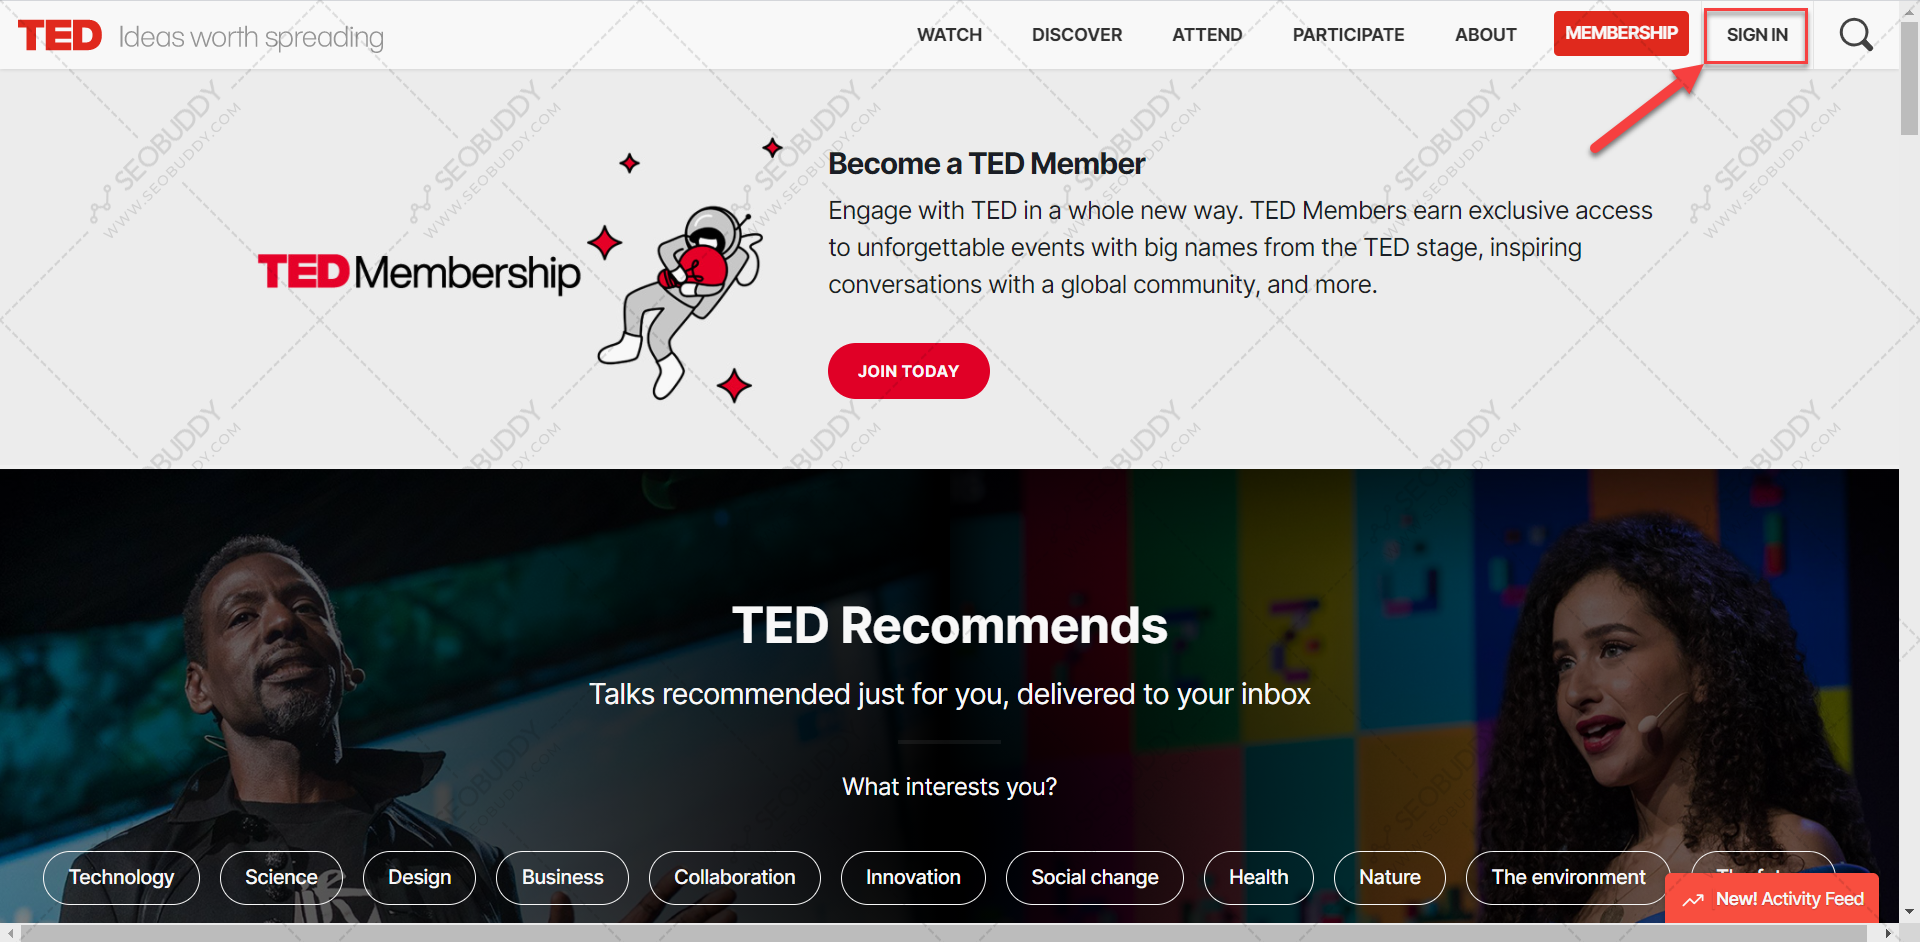 TED Ideas worth spreading
WATCH DISCOVER ATTEND PARTICIPATE ABOUT MEMBERSHIP SIGN IN
SEOBUDDY
WWW.SEOBUDDY.COM
TED Membership
Become a TED Member
Engage with TED in a whole new way. TED Members earn exclusive access
to unforgettable events with big names from the TED stage, inspiring
conversations with a global community, and more.
JOIN TODAY
TED Recommends
Talks recommended just for you, delivered to your inbox
What interests you?
Technology Science Design Business Collaboration Innovation Social change Health Nature The environment
New! Activity Feed